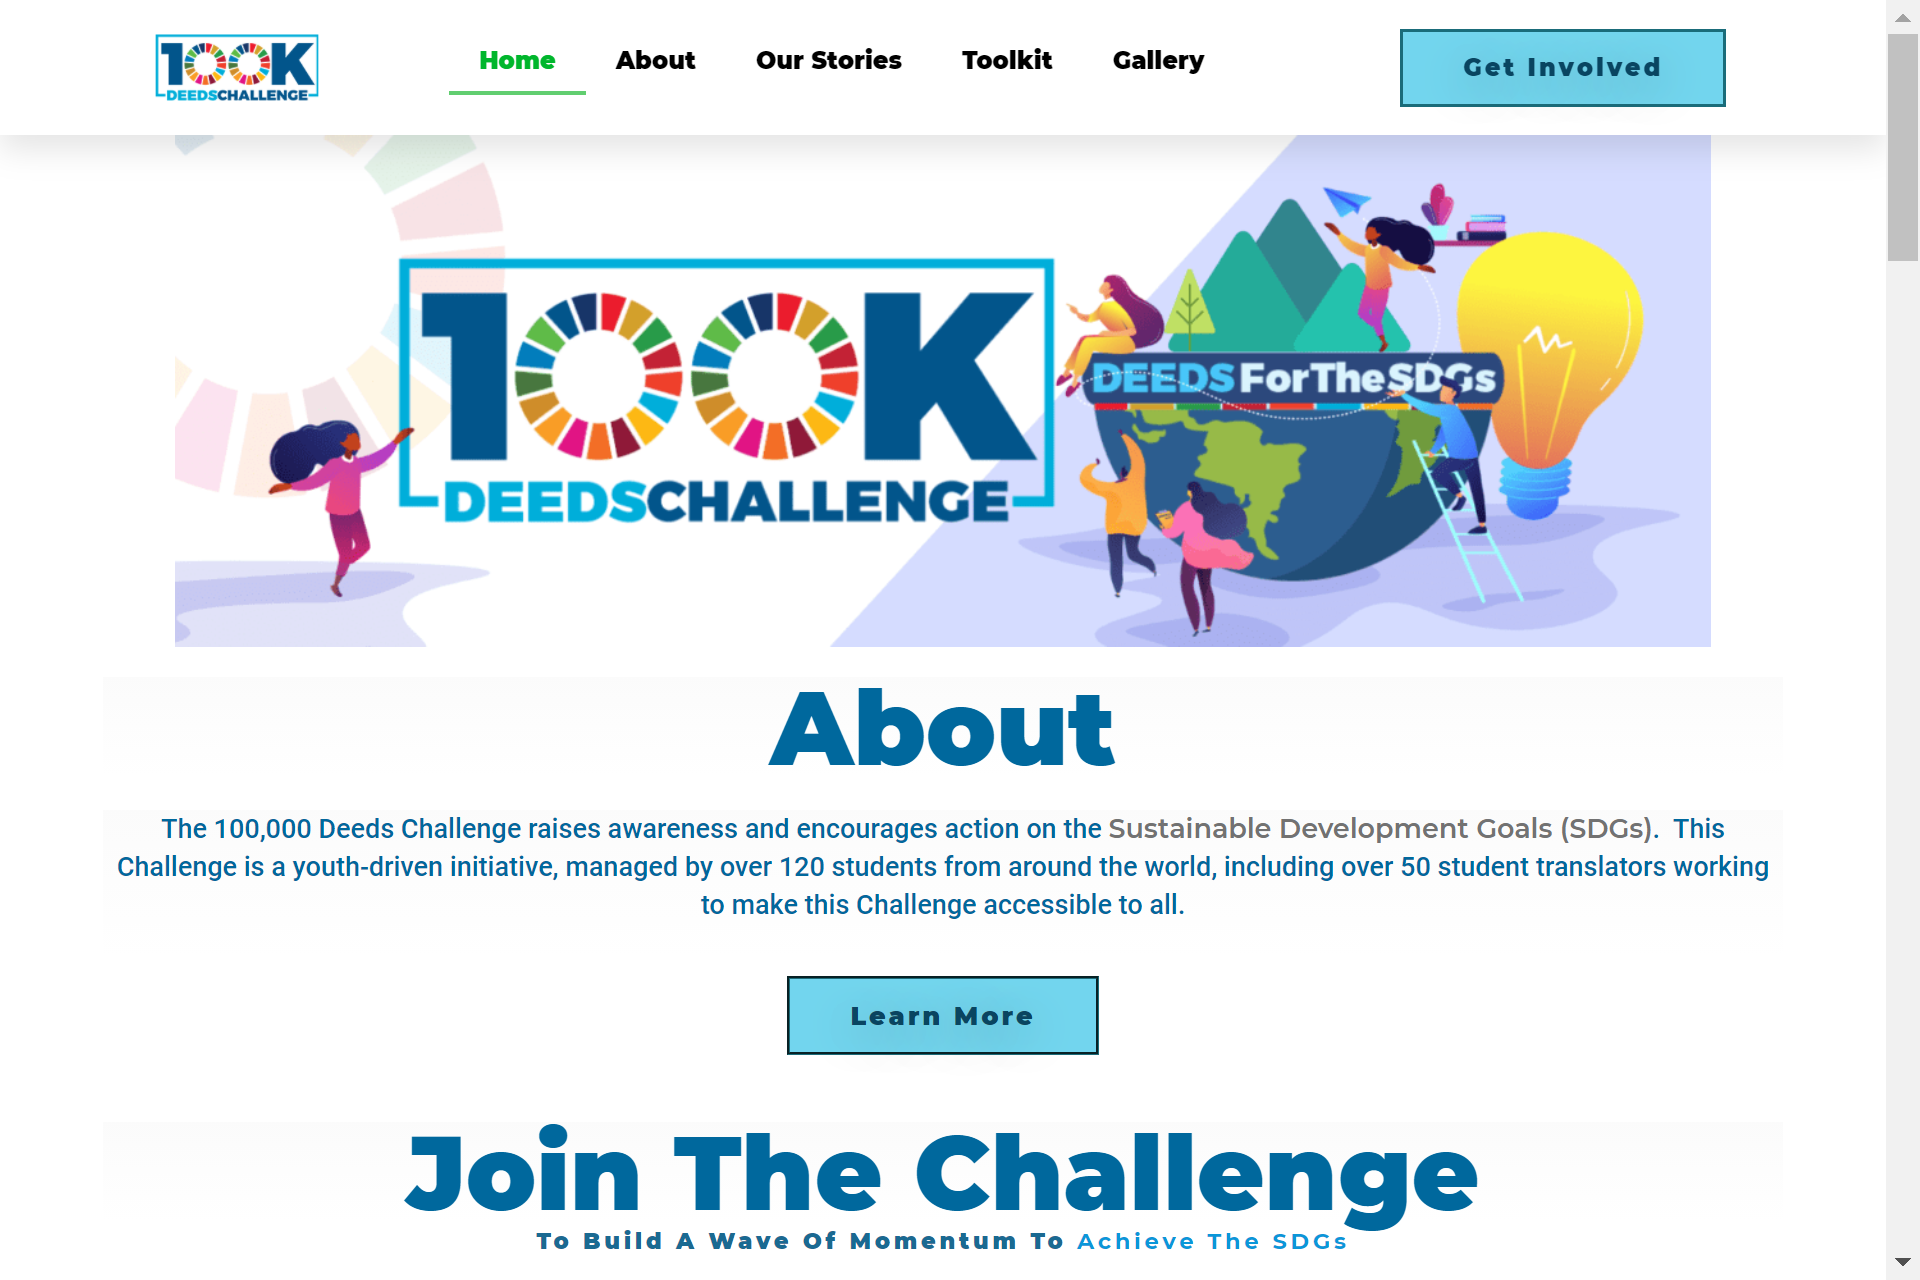 100K
DEEDSCHALLENGE
Home
About
Our Stories
Toolkit
Gallery
Get Involved
100K
DEEDSCHALLENGE
DEEDS ForTheSDGs
About
The 100,000 Deeds Challenge raises awareness and encourages action on the Sustainable Development Goals (SDGs). This
Challenge is a youth-driven initiative, managed by over 120 students from around the world, including over 50 student translators working
to make this Challenge accessible to all.
Learn More
Join The Challenge
To Build A Wave Of Momentum To Achieve The SDGs